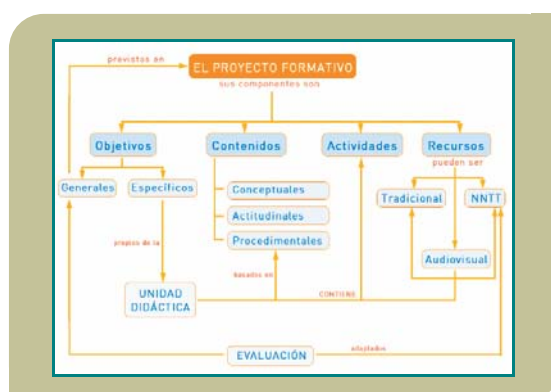 previstos en
EL PROYECTO FORMATIVO
sus componentes son
Objetivos
Contenidos
Actividades
Recursos
pueden ser
Generales
Específicos
Conceptuales
Tradicional
NNTT
Actitudinales
propios de la
Procedimentales
Audiovisual
basados en
UNIDAD
DIDÁCTICA
CONTIENE
EVALUACIÓN
adaptados